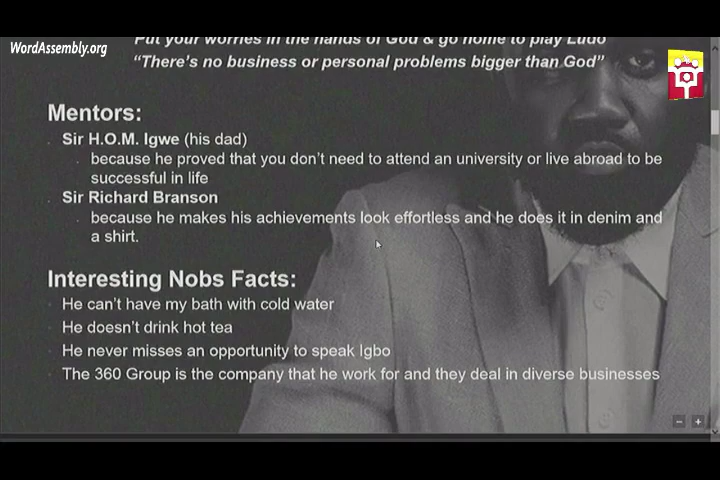 WordAssembly.org
Put your worries in the hands of God & go home to play Ludo
“There’s no business or personal problems bigger than God”
Mentors:
Sir H.O.M. Igwe (his dad)
because he proved that you don’t need to attend an university or live abroad to be
successful in life
Sir Richard Branson
because he makes his achievements look effortless and he does it in denim and
a shirt.
Interesting Nobs Facts:
He can’t have my bath with cold water
He doesn’t drink hot tea
He never misses an opportunity to speak Igbo
The 360 Group is the company that he work for and they deal in diverse businesses